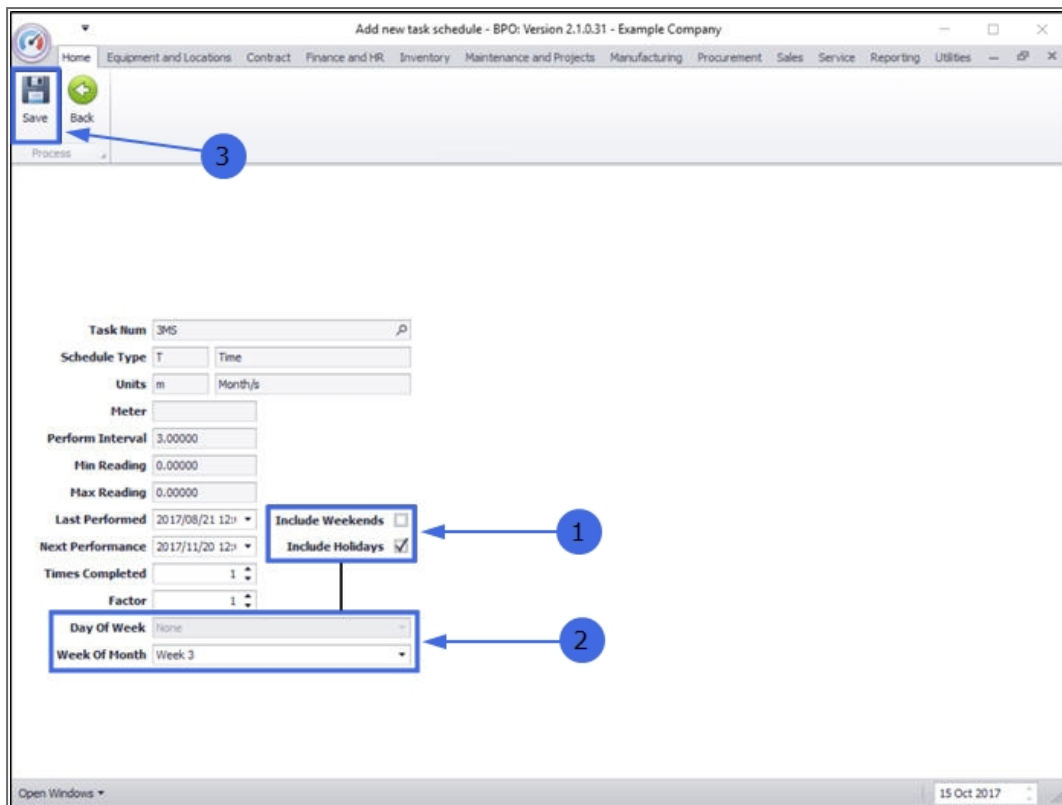 Add new task schedule - BPO: Version 2.1.0.31 - Example Company
Home Equipment and Locations Contract Finance and HR Inventory Maintenance and Projects Manufacturing Procurement Sales Service Reporting Utilities
Save Back
Process
3
Task Num 3MS
Schedule Type T Time
Units m Month/s
Meter
Perform Interval 3.00000
Min Reading 0.00000
Max Reading 0.00000
Last Performed 2017/08/21 Include Weekends
1
Next Performance 2017/11/20 Include Holidays
Times Completed 1
Factor 1
Day Of Week None
2
Week Of Month Week 3
Open Windows 15 Oct 2017